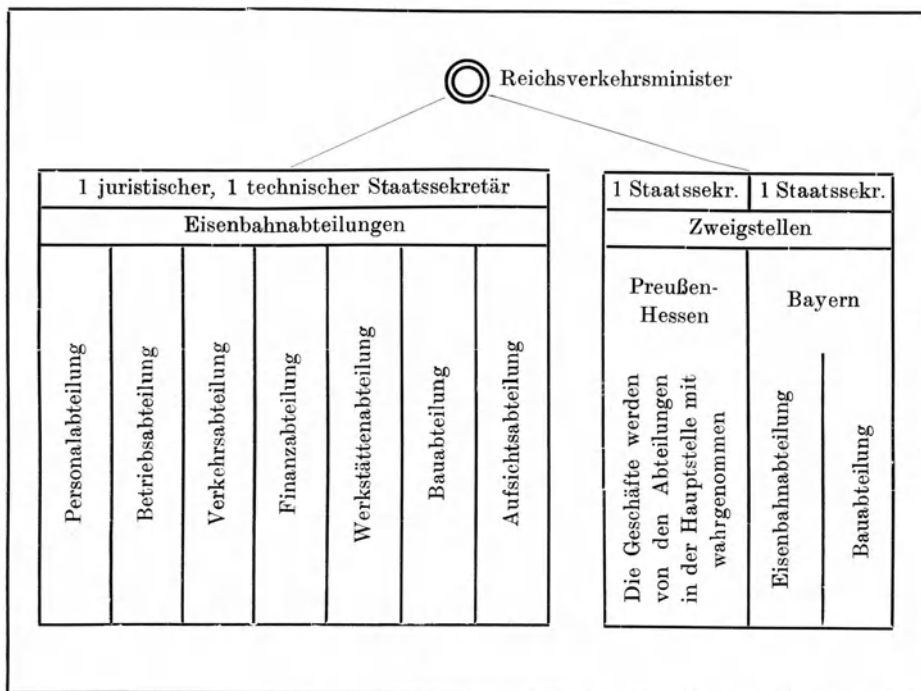 Reichsverkehrsminister
1 juristischer, 1 technischer Staatssekretär
Eisenbahnabteilungen
Personalabteilung
Betriebsabteilung
Verkehrsabteilung
Finanzabteilung
Werkstättenabteilung
Bauabteilung
Aufsichtsabteilung
1 Staatssekr.
1 Staatssekr.
Zweigstellen
Preußen-
Hessen
Die Geschäfte werden
von den Abteilungen
in der Hauptstelle mit
wahrgenommen
Bayern
Eisenbahnabteilung
Bauabteilung